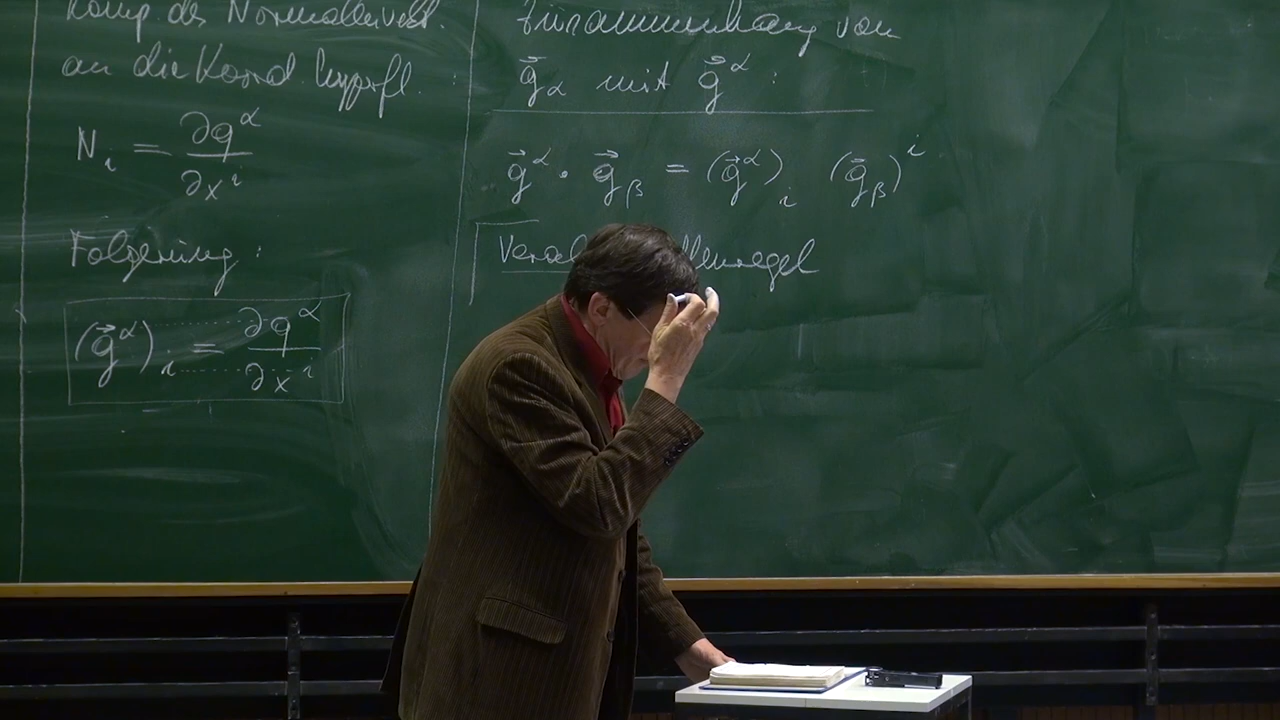 Komp. des Normalenvekt.
an die Koord. hyperfl. :
N_i = ∂q^α / ∂x^i
Folgerung :
(g⃗^α)_i = ∂q^α / ∂x^i
Zusammenhang von
g⃗_α mit g⃗^α :
g⃗^α · g⃗_β = (g⃗^α)_i (g⃗_β)^i